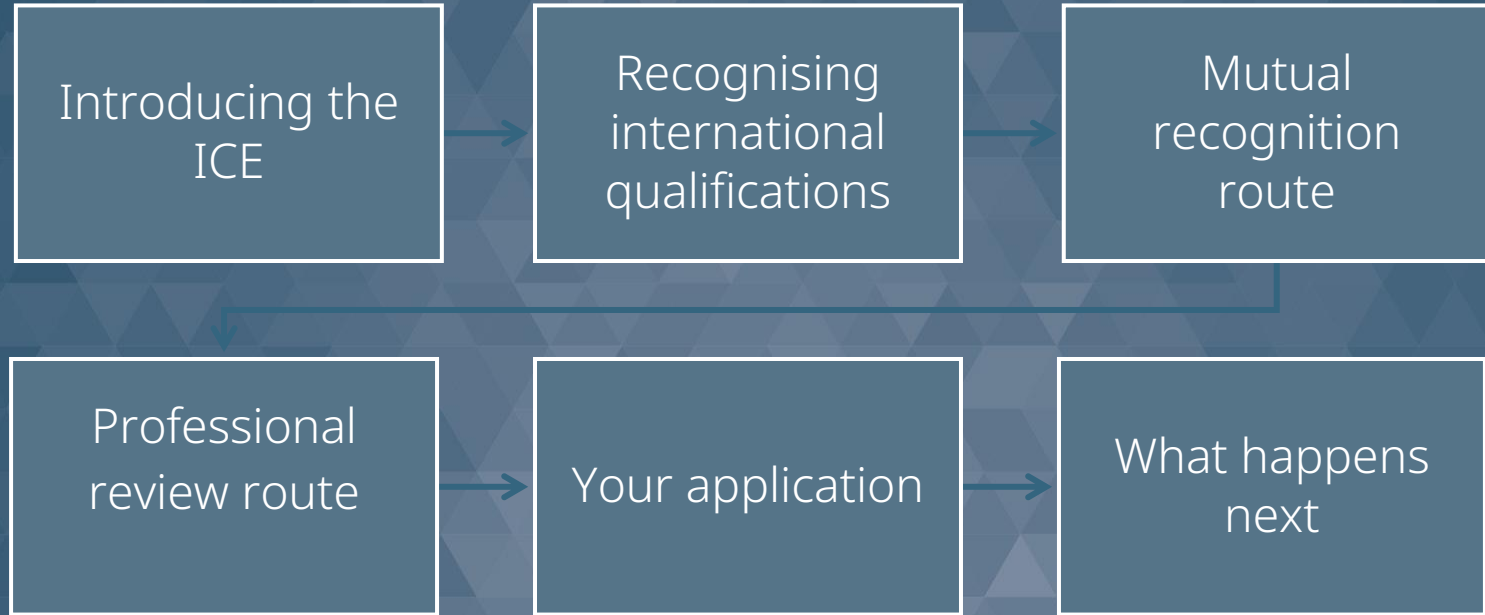 Introducing the
ICE
Recognising
international
qualifications
Mutual
recognition
route
Professional
review route
Your application
What happens
next